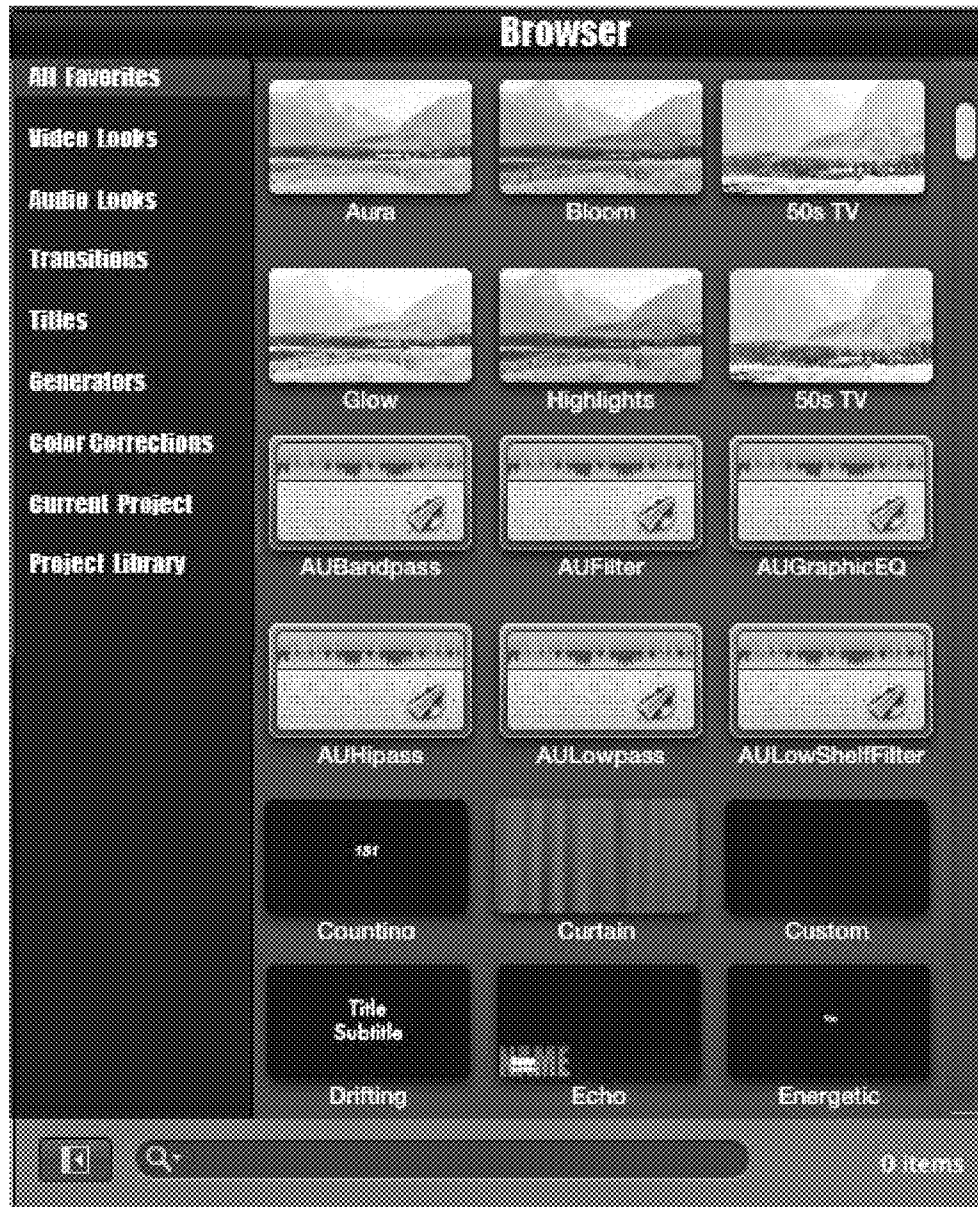 Browser
All Favorites
Video Looks
Audio Looks
Transitions
Titles
Generators
Color Corrections
Current Project
Project Library
Aura Bloom 50s TV
Glow Highlights 50s TV
AUBandpass AUFilter AUGraphicEQ
AUHipass AULowpass AULowShelfFilter
Counting Curtain Custom
Title
Subtitle
Drifting Echo Energetic
0 items